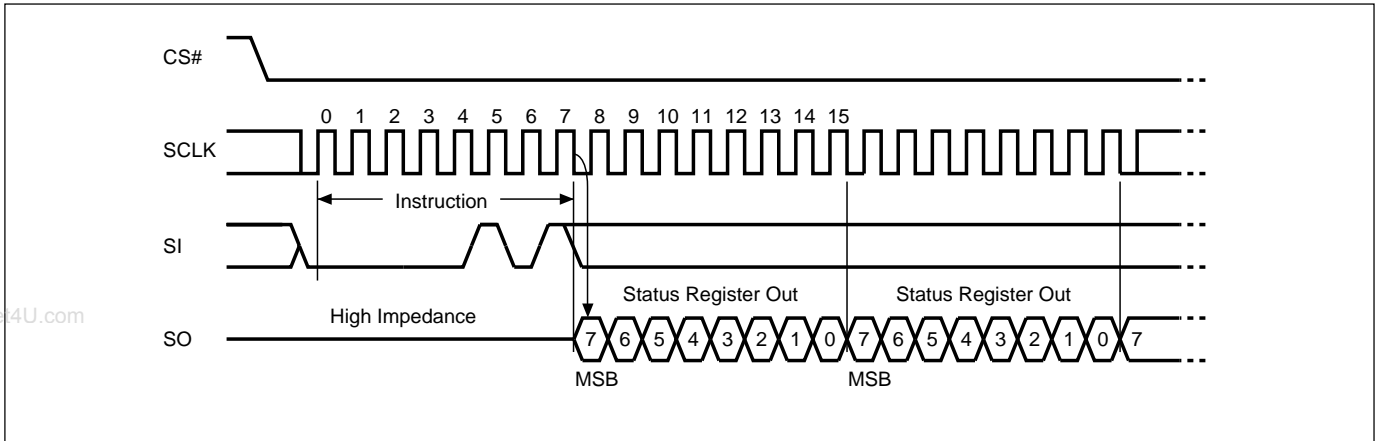 CS#
0 1 2 3 4 5 6 7 8 9 10 11 12 13 14 15
SCLK
Instruction
SI
Status Register Out Status Register Out
High Impedance
et4U.com
SO
7 6 5 4 3 2 1 0 7 6 5 4 3 2 1 0 7
MSB MSB